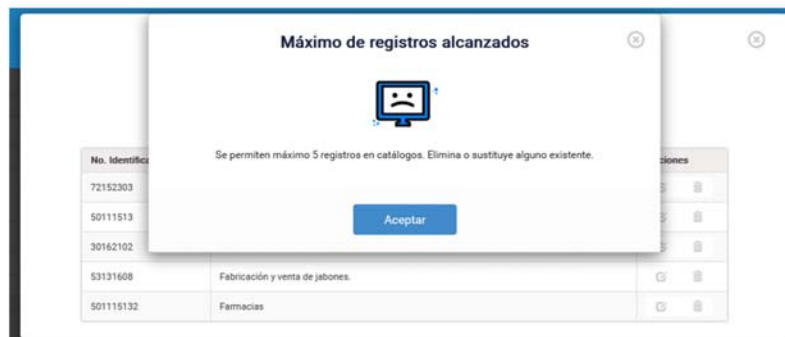 Máximo de registros alcanzados
Se permiten máximo 5 registros en catálogos. Elimina o sustituye alguno existente.
Aceptar
No. Identifica
ciones
72152303
50111513
30162102
53131608 Fabricación y venta de jabones.
501115132 Farmacias